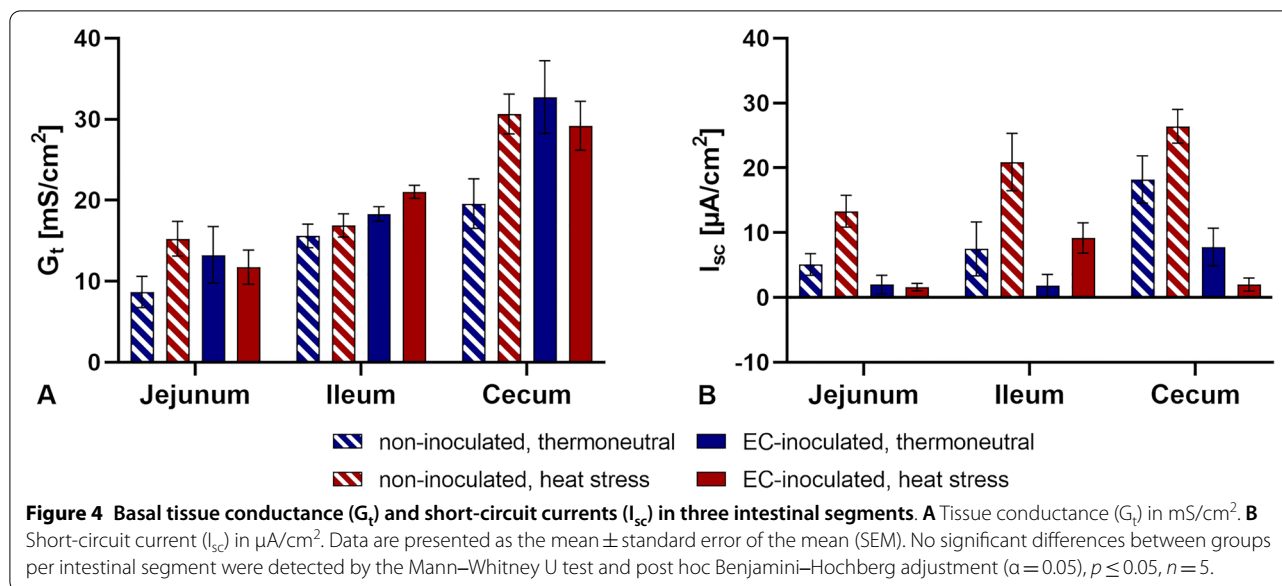 40
30
20
10
0
Gₜ [mS/cm²]
Jejunum Ileum Cecum
A
40
30
20
10
0
-10
Iₛc [µA/cm²]
Jejunum Ileum Cecum
B
non-inoculated, thermoneutral EC-inoculated, thermoneutral
non-inoculated, heat stress EC-inoculated, heat stress
Figure 4 Basal tissue conductance (Gₜ) and short-circuit currents (Iₛc) in three intestinal segments. A Tissue conductance (Gₜ) in mS/cm². B
Short-circuit current (Iₛc) in µA/cm². Data are presented as the mean ± standard error of the mean (SEM). No significant differences between groups
per intestinal segment were detected by the Mann–Whitney U test and post hoc Benjamini–Hochberg adjustment (α = 0.05), p ≤ 0.05, n = 5.